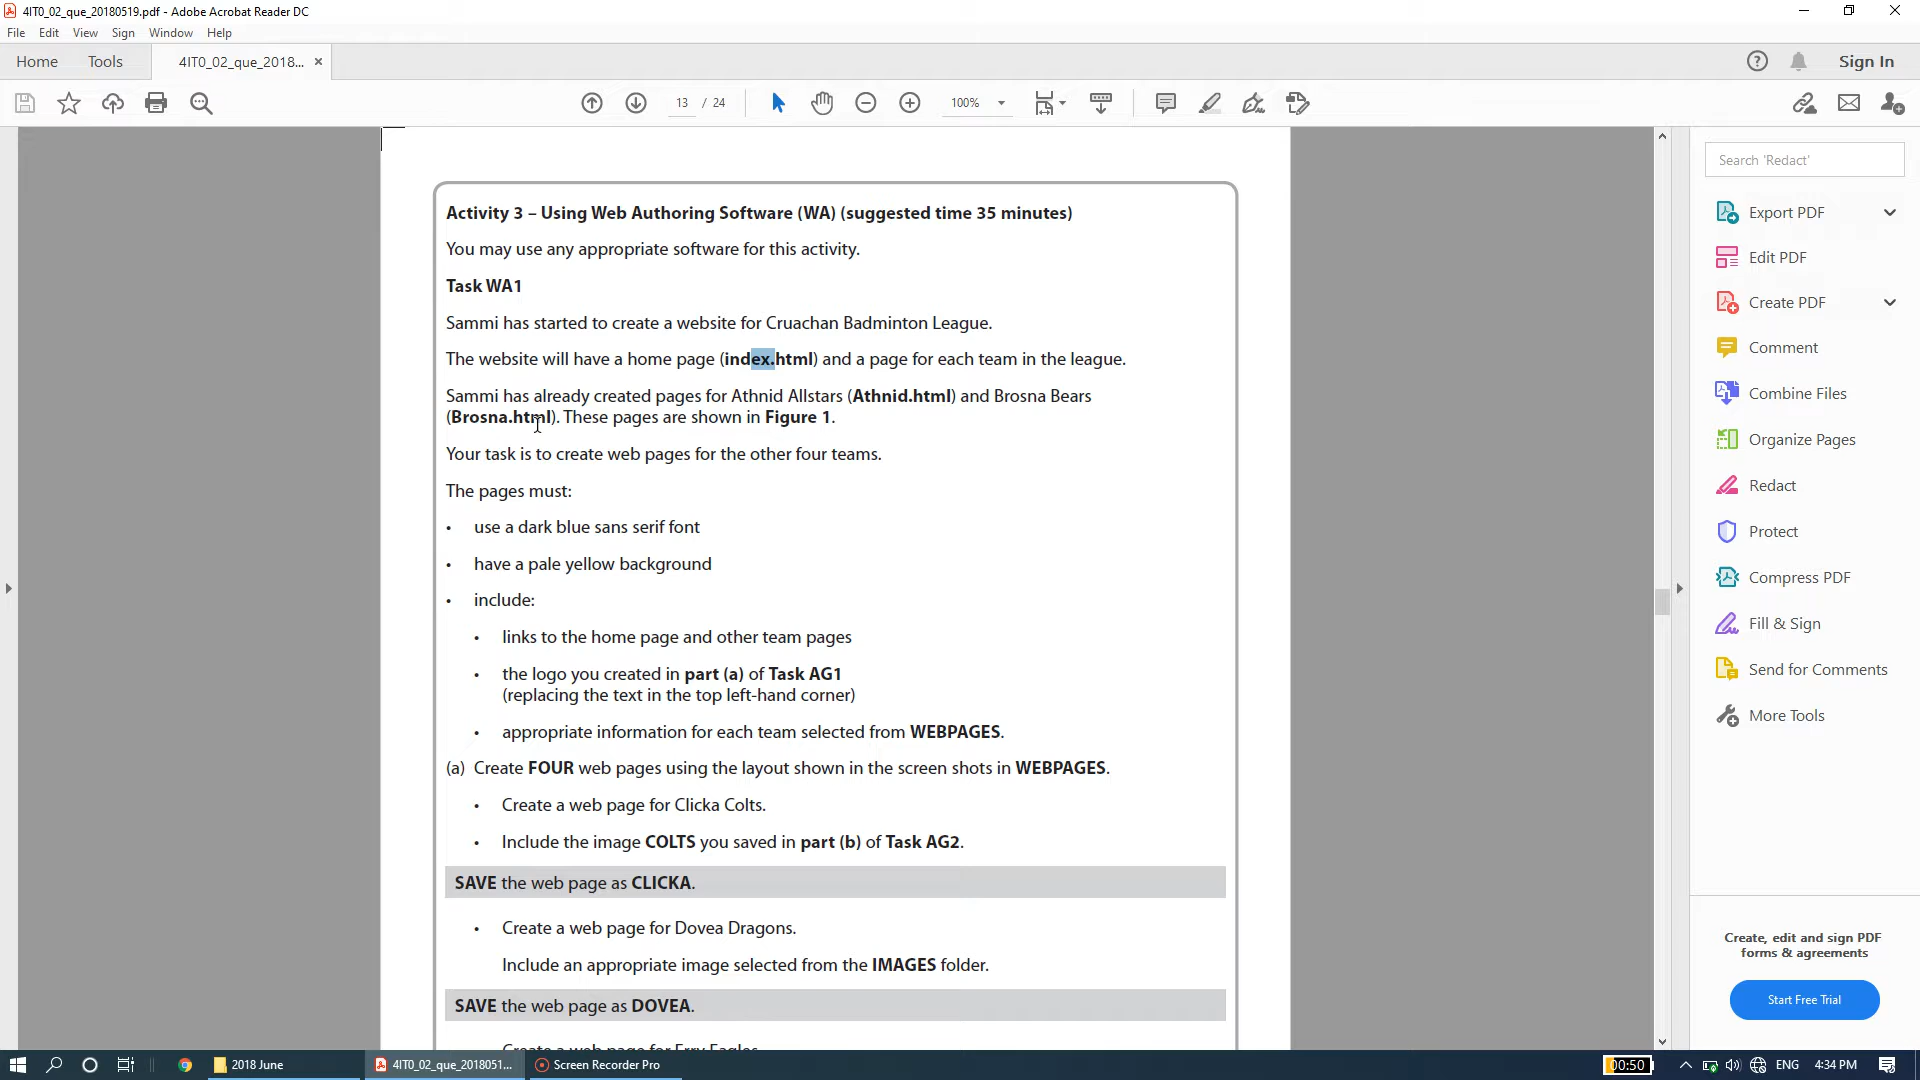 4IT0_02_que_20180519.pdf - Adobe Acrobat Reader DC
File Edit View Sign Window Help
Home Tools 4IT0_02_que_2018... × Sign In
13 / 24 100%
Activity 3 – Using Web Authoring Software (WA) (suggested time 35 minutes)
You may use any appropriate software for this activity.
Task WA1
Sammi has started to create a website for Cruachan Badminton League.
The website will have a home page (index.html) and a page for each team in the league.
Sammi has already created pages for Athnid Allstars (Athnid.html) and Brosna Bears
(Brosna.html). These pages are shown in Figure 1.
Your task is to create web pages for the other four teams.
The pages must:
• use a dark blue sans serif font
• have a pale yellow background
• include:
• links to the home page and other team pages
• the logo you created in part (a) of Task AG1
(replacing the text in the top left-hand corner)
• appropriate information for each team selected from WEBPAGES.
(a) Create FOUR web pages using the layout shown in the screen shots in WEBPAGES.
• Create a web page for Clicka Colts.
• Include the image COLTS you saved in part (b) of Task AG2.
SAVE the web page as CLICKA.
• Create a web page for Dovea Dragons.
Include an appropriate image selected from the IMAGES folder.
SAVE the web page as DOVEA.
Create a web page for Erry Eagles
Search 'Redact'
Export PDF
Edit PDF
Create PDF
Comment
Combine Files
Organize Pages
Redact
Protect
Compress PDF
Fill & Sign
Send for Comments
More Tools
Create, edit and sign PDF
forms & agreements
Start Free Trial
2018 June 4IT0_02_que_2018051... Screen Recorder Pro 00:50 ENG 4:34 PM